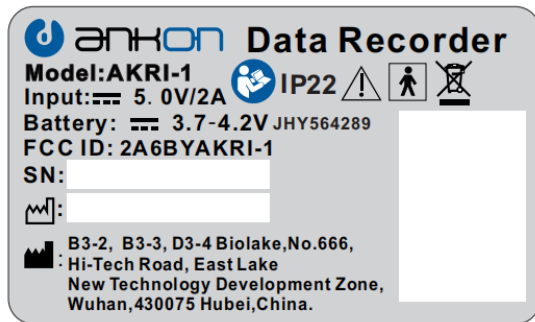 ankon Data Recorder
Model:AKRI-1
IP22
Input: 5. 0V/2A
Battery: 3.7-4.2V JHY564289
FCC ID: 2A6BYAKRI-1
SN:
:
: B3-2, B3-3, D3-4 Biolake,No.666,
Hi-Tech Road, East Lake
New Technology Development Zone,
Wuhan,430075 Hubei,China.